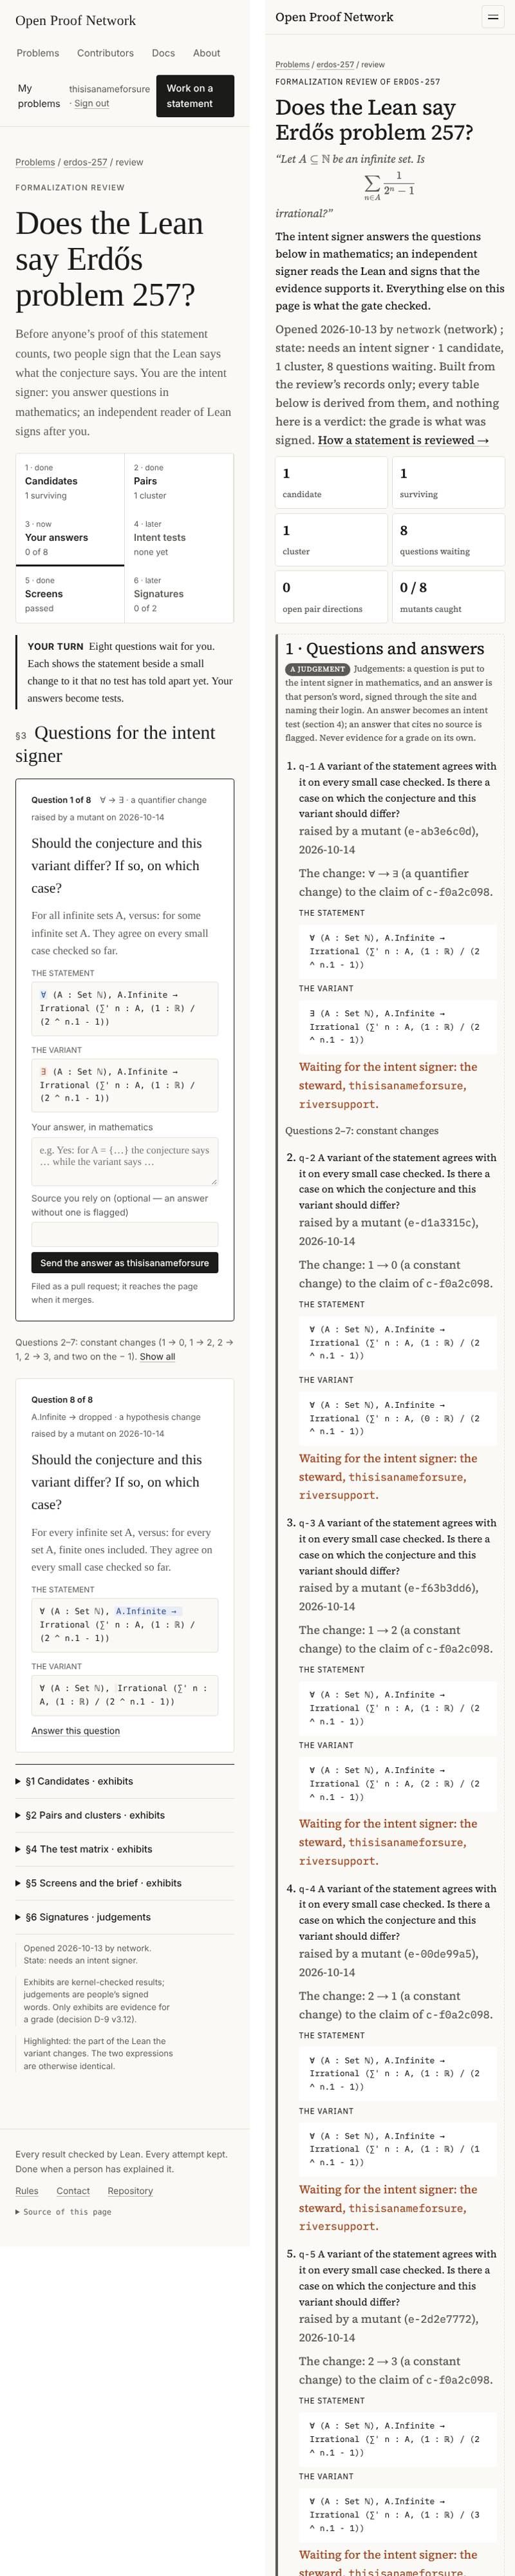 Open Proof Network
Problems Contributors Docs About
My problems
thisisanameforsure · Sign out
Work on a statement
Problems / erdos-257 / review
FORMALIZATION REVIEW
Does the Lean
say Erdős
problem 257?
Before anyone's proof of this statement
counts, two people sign that the Lean says
what the conjecture says. You are the intent
signer: you answer questions in
mathematics; an independent reader of Lean
signs after you.
1 · done
Candidates
1 surviving
2 · done
Pairs
1 cluster
3 · now
Your answers
0 of 8
4 · later
Intent tests
none yet
5 · done
Screens
passed
6 · later
Signatures
0 of 2
YOUR TURN Eight questions wait for you.
Each shows the statement beside a small
change to it that no test has told apart yet. Your
answers become tests.
§3 Questions for the intent
signer
Question 1 of 8 ∀ → ∃ · a quantifier change
raised by a mutant on 2026-10-14
Should the conjecture and this
variant differ? If so, on which
case?
For all infinite sets A, versus: for some
infinite set A. They agree on every small
case checked so far.
THE STATEMENT
∀ (A : Set ℕ), A.Infinite →
Irrational (∑' n : A, (1 : ℝ) /
(2 ^ n.1 - 1))
THE VARIANT
∃ (A : Set ℕ), A.Infinite →
Irrational (∑' n : A, (1 : ℝ) /
(2 ^ n.1 - 1))
Your answer, in mathematics
e.g. Yes: for A = {…} the conjecture says
… while the variant says …
Source you rely on (optional — an answer
without one is flagged)
Send the answer as thisisanameforsure
Filed as a pull request; it reaches the page
when it merges.
Questions 2–7: constant changes (1 → 0, 1 → 2, 2 →
1, 2 → 3, and two on the − 1). Show all
Question 8 of 8
A.Infinite → dropped · a hypothesis change
raised by a mutant on 2026-10-14
Should the conjecture and this
variant differ? If so, on which
case?
For every infinite set A, versus: for every
set A, finite ones included. They agree on
every small case checked so far.
THE STATEMENT
∀ (A : Set ℕ), A.Infinite →
Irrational (∑' n : A, (1 : ℝ) /
(2 ^ n.1 - 1))
THE VARIANT
∀ (A : Set ℕ), Irrational (∑' n :
A, (1 : ℝ) / (2 ^ n.1 - 1))
Answer this question
▶ §1 Candidates · exhibits
▶ §2 Pairs and clusters · exhibits
▶ §4 The test matrix · exhibits
▶ §5 Screens and the brief · exhibits
▶ §6 Signatures · judgements
Opened 2026-10-13 by network.
State: needs an intent signer.
Exhibits are kernel-checked results;
judgements are people's signed
words. Only exhibits are evidence for
a grade (decision D-9 v3.12).
Highlighted: the part of the Lean the
variant changes. The two expressions
are otherwise identical.
Every result checked by Lean. Every attempt kept.
Done when a person has explained it.
Rules Contact Repository
▶ Source of this page
Open Proof Network
Problems / erdos-257 / review
FORMALIZATION REVIEW OF ERDOS-257
Does the Lean say
Erdős problem 257?
“Let A ⊆ ℕ be an infinite set. Is
∑ n∈A 1 / 2ⁿ − 1
irrational?”
The intent signer answers the questions
below in mathematics; an independent
signer reads the Lean and signs that the
evidence supports it. Everything else on this
page is what the gate checked.
Opened 2026-10-13 by network (network) ;
state: needs an intent signer · 1 candidate,
1 cluster, 8 questions waiting. Built from
the review's records only; every table
below is derived from them, and nothing
here is a verdict: the grade is what was
signed. How a statement is reviewed →
1
candidate
1
surviving
1
cluster
8
questions waiting
0
open pair directions
0 / 8
mutants caught
1 · Questions and answers
A JUDGEMENT Judgements: a question is put to
the intent signer in mathematics, and an answer is
that person's word, signed through the site and
naming their login. An answer becomes an intent
test (section 4); an answer that cites no source is
flagged. Never evidence for a grade on its own.
1. q-1 A variant of the statement agrees with
it on every small case checked. Is there a
case on which the conjecture and this
variant should differ?
raised by a mutant (e-ab3e6c0d),
2026-10-14
The change: ∀ → ∃ (a quantifier
change) to the claim of c-f0a2c098.
THE STATEMENT
∀ (A : Set ℕ), A.Infinite →
Irrational (∑' n : A, (1 : ℝ) / (2
^ n.1 - 1))
THE VARIANT
∃ (A : Set ℕ), A.Infinite →
Irrational (∑' n : A, (1 : ℝ) / (2
^ n.1 - 1))
Waiting for the intent signer: the
steward, thisisanameforsure,
riversupport.
Questions 2–7: constant changes
2. q-2 A variant of the statement agrees with
it on every small case checked. Is there a
case on which the conjecture and this
variant should differ?
raised by a mutant (e-d1a3315c),
2026-10-14
The change: 1 → 0 (a constant
change) to the claim of c-f0a2c098.
THE STATEMENT
∀ (A : Set ℕ), A.Infinite →
Irrational (∑' n : A, (1 : ℝ) / (2
^ n.1 - 1))
THE VARIANT
∀ (A : Set ℕ), A.Infinite →
Irrational (∑' n : A, (0 : ℝ) / (2
^ n.1 - 1))
Waiting for the intent signer: the
steward, thisisanameforsure,
riversupport.
3. q-3 A variant of the statement agrees with
it on every small case checked. Is there a
case on which the conjecture and this
variant should differ?
raised by a mutant (e-f63b3dd6),
2026-10-14
The change: 1 → 2 (a constant
change) to the claim of c-f0a2c098.
THE STATEMENT
∀ (A : Set ℕ), A.Infinite →
Irrational (∑' n : A, (1 : ℝ) / (2
^ n.1 - 1))
THE VARIANT
∀ (A : Set ℕ), A.Infinite →
Irrational (∑' n : A, (2 : ℝ) / (2
^ n.1 - 1))
Waiting for the intent signer: the
steward, thisisanameforsure,
riversupport.
4. q-4 A variant of the statement agrees with
it on every small case checked. Is there a
case on which the conjecture and this
variant should differ?
raised by a mutant (e-00de99a5),
2026-10-14
The change: 2 → 1 (a constant
change) to the claim of c-f0a2c098.
THE STATEMENT
∀ (A : Set ℕ), A.Infinite →
Irrational (∑' n : A, (1 : ℝ) / (2
^ n.1 - 1))
THE VARIANT
∀ (A : Set ℕ), A.Infinite →
Irrational (∑' n : A, (1 : ℝ) / (1
^ n.1 - 1))
Waiting for the intent signer: the
steward, thisisanameforsure,
riversupport.
5. q-5 A variant of the statement agrees with
it on every small case checked. Is there a
case on which the conjecture and this
variant should differ?
raised by a mutant (e-2d2e7772),
2026-10-14
The change: 2 → 3 (a constant
change) to the claim of c-f0a2c098.
THE STATEMENT
∀ (A : Set ℕ), A.Infinite →
Irrational (∑' n : A, (1 : ℝ) / (2
^ n.1 - 1))
THE VARIANT
∀ (A : Set ℕ), A.Infinite →
Irrational (∑' n : A, (1 : ℝ) / (3
^ n.1 - 1))
Waiting for the intent signer: the
steward, thisisanameforsure,